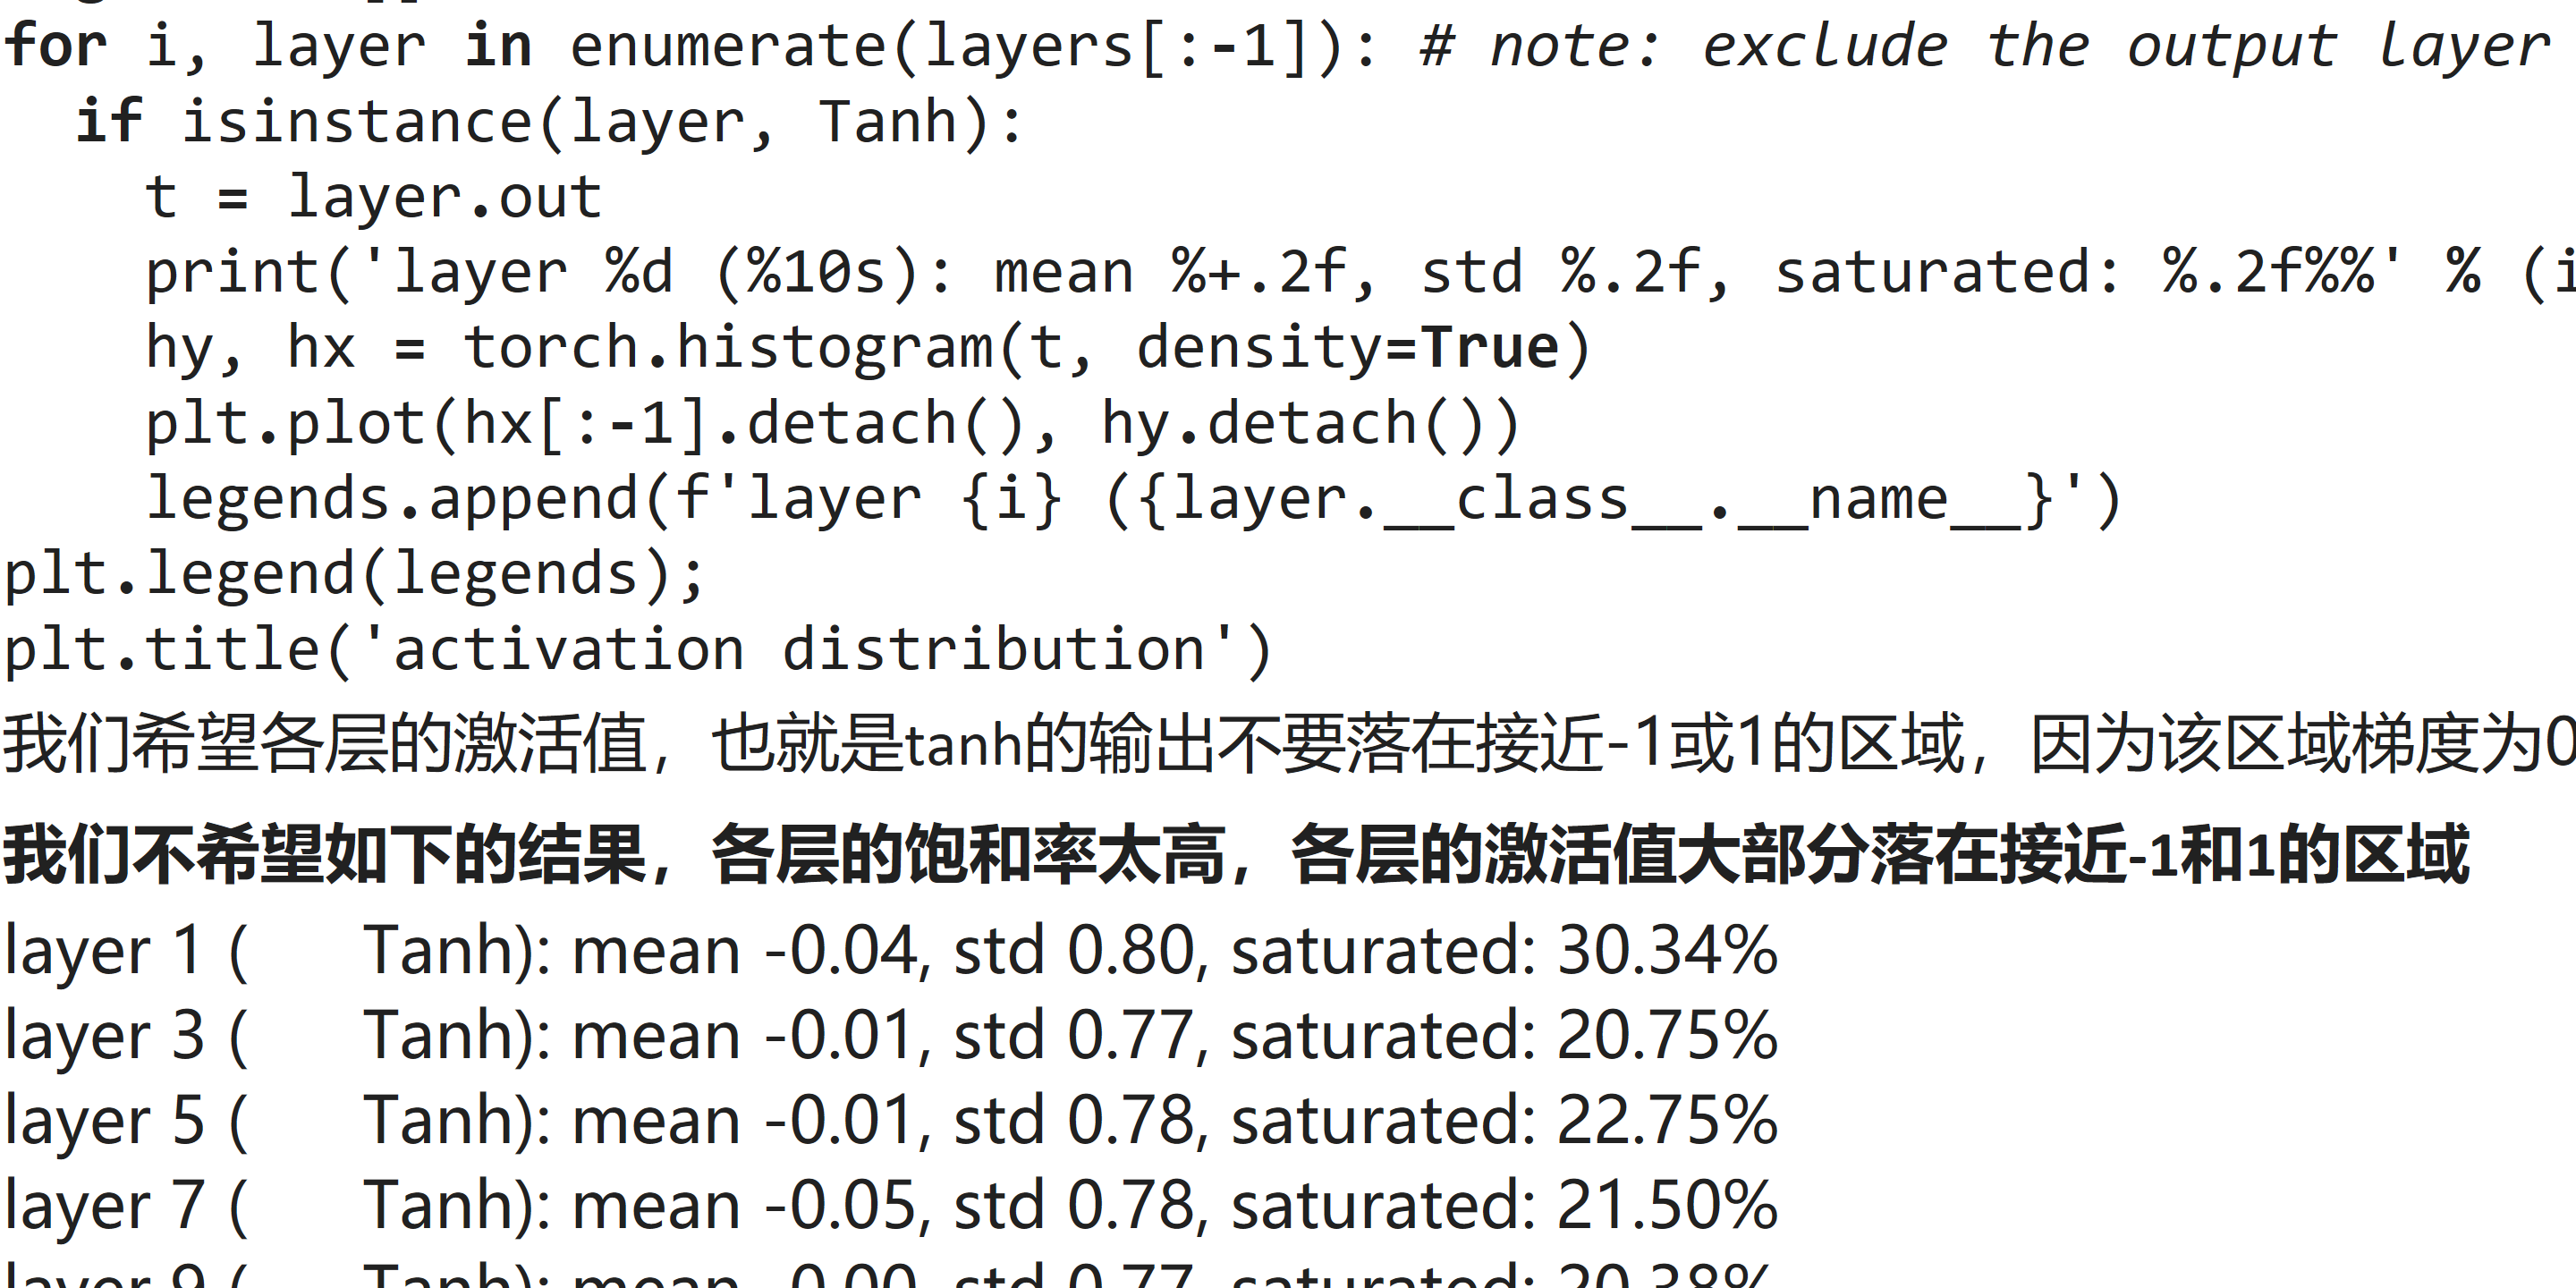 for i, layer in enumerate(layers[:-1]): # note: exclude the output layer
  if isinstance(layer, Tanh):
    t = layer.out
    print('layer %d (%10s): mean %+.2f, std %.2f, saturated: %.2f%%' % (i
    hy, hx = torch.histogram(t, density=True)
    plt.plot(hx[:-1].detach(), hy.detach())
    legends.append(f'layer {i} ({layer.__class__.__name__}')
plt.legend(legends);
plt.title('activation distribution')
我们希望各层的激活值，也就是tanh的输出不要落在接近-1或1的区域，因为该区域梯度为0
我们不希望如下的结果，各层的饱和率太高，各层的激活值大部分落在接近-1和1的区域
layer 1 (      Tanh): mean -0.04, std 0.80, saturated: 30.34%
layer 3 (      Tanh): mean -0.01, std 0.77, saturated: 20.75%
layer 5 (      Tanh): mean -0.01, std 0.78, saturated: 22.75%
layer 7 (      Tanh): mean -0.05, std 0.78, saturated: 21.50%
layer 9 (      Tanh): mean -0.00, std 0.77, saturated: 20.38%